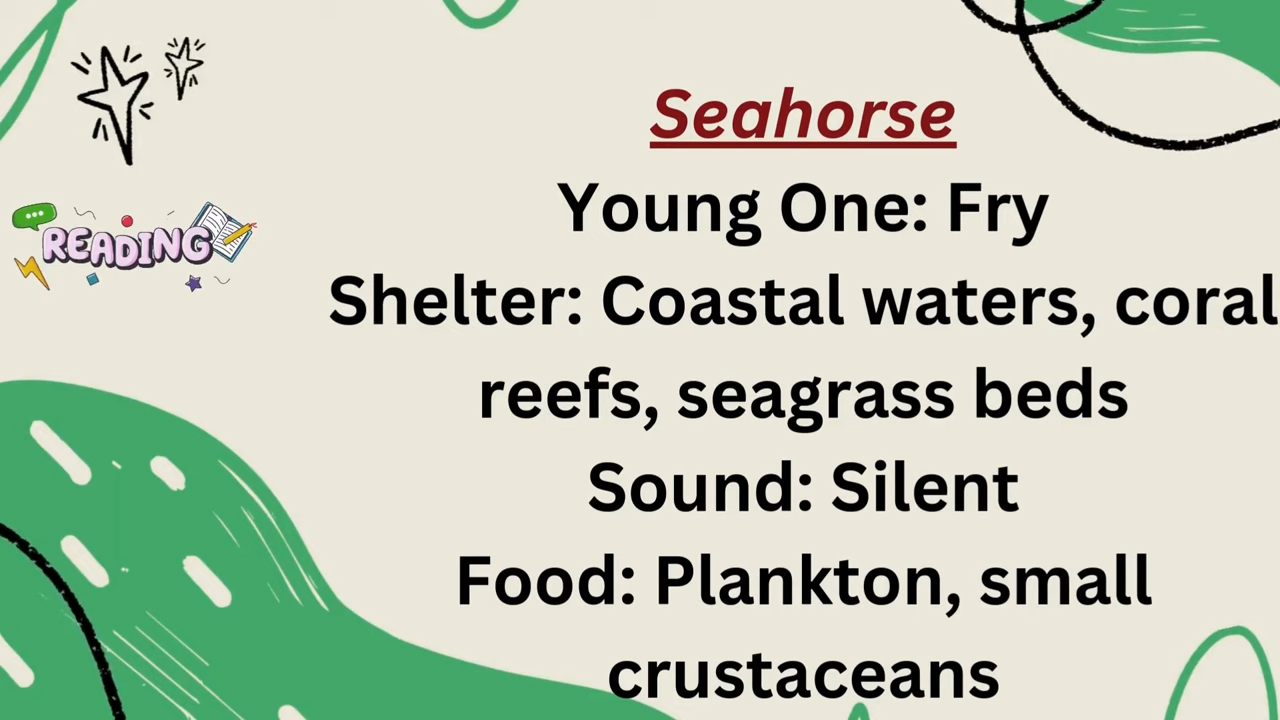 Seahorse
Young One: Fry
READING
Shelter: Coastal waters, coral
reefs, seagrass beds
Sound: Silent
Food: Plankton, small
crustaceans